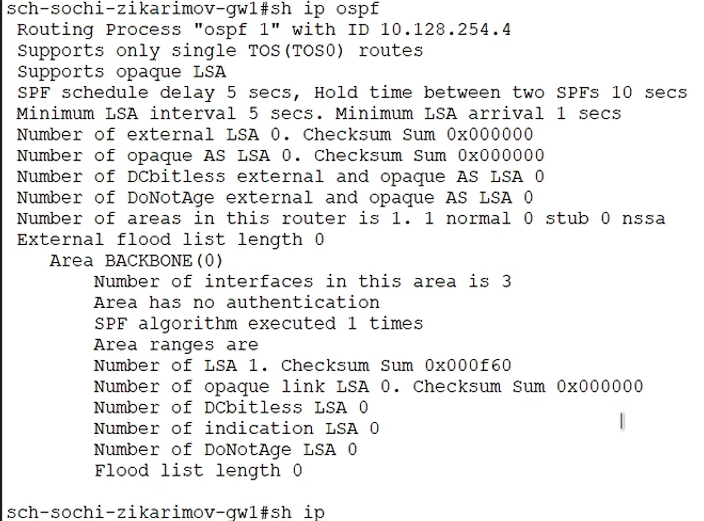 sch-sochi-zikarimov-gw1#sh ip ospf
Routing Process "ospf 1" with ID 10.128.254.4
Supports only single TOS(TOS0) routes
Supports opaque LSA
SPF schedule delay 5 secs, Hold time between two SPFs 10 secs
Minimum LSA interval 5 secs. Minimum LSA arrival 1 secs
Number of external LSA 0. Checksum Sum 0x000000
Number of opaque AS LSA 0. Checksum Sum 0x000000
Number of DCbitless external and opaque AS LSA 0
Number of DoNotAge external and opaque AS LSA 0
Number of areas in this router is 1. 1 normal 0 stub 0 nssa
External flood list length 0
Area BACKBONE(0)
Number of interfaces in this area is 3
Area has no authentication
SPF algorithm executed 1 times
Area ranges are
Number of LSA 1. Checksum Sum 0x000f60
Number of opaque link LSA 0. Checksum Sum 0x000000
Number of DCbitless LSA 0
Number of indication LSA 0
Number of DoNotAge LSA 0
Flood list length 0
sch-sochi-zikarimov-gw1#sh ip